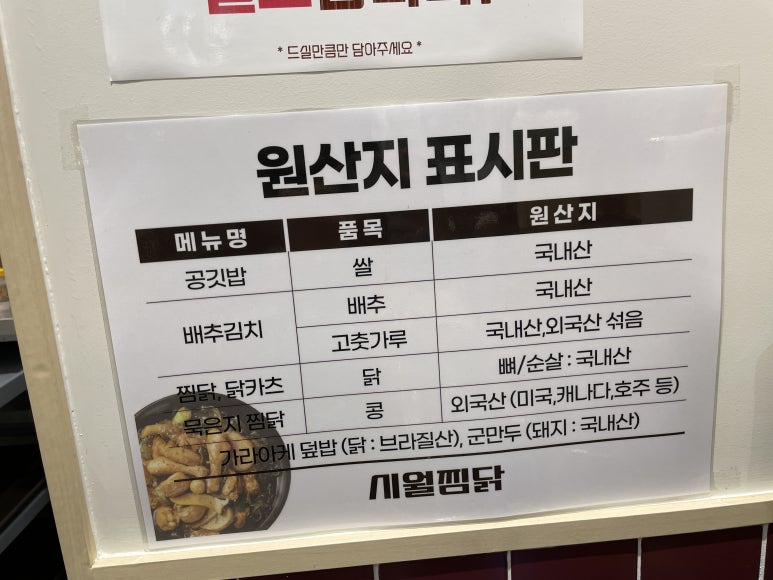 * 드실만큼만 담아주세요 *
원산지 표시판
메뉴명 품목 원산지
공깃밥 쌀 국내산
배추김치 배추 국내산
고춧가루 국내산,외국산 섞음
찜닭, 닭카츠 닭 뼈/순살 : 국내산
묵은지 찜닭 콩 외국산 (미국,캐나다,호주 등)
가라아케 덮밥 (닭 : 브라질산), 군만두 (돼지 : 국내산)
시월찜닭